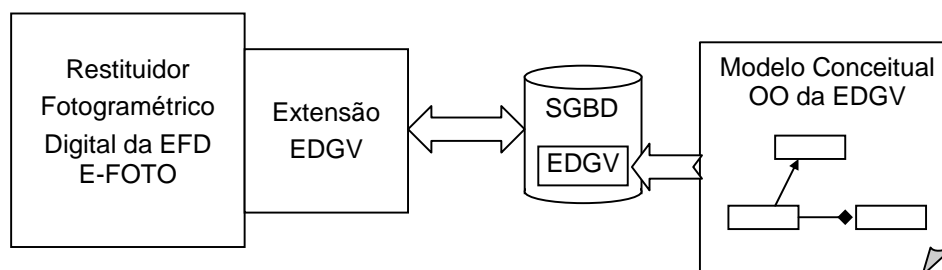 Restituidor
Fotogramétrico
Digital da EFD
E-FOTO
Extensão
EDGV
SGBD
EDGV
Modelo Conceitual
OO da EDGV